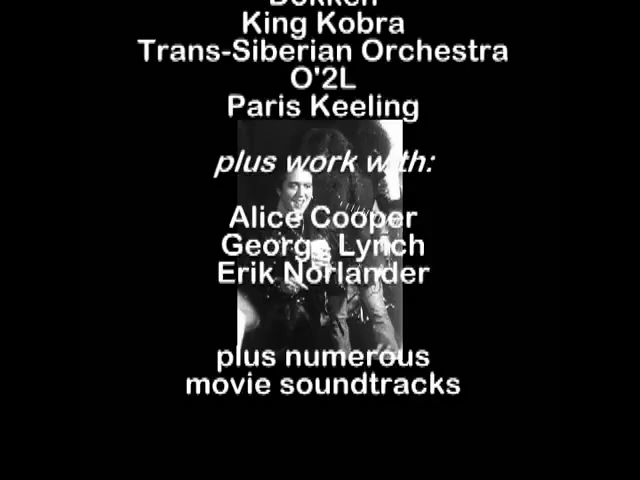 Dokken
King Kobra
Trans-Siberian Orchestra
O'2L
Paris Keeling
plus work with:
Alice Cooper
George Lynch
Erik Norlander
plus numerous
movie soundtracks